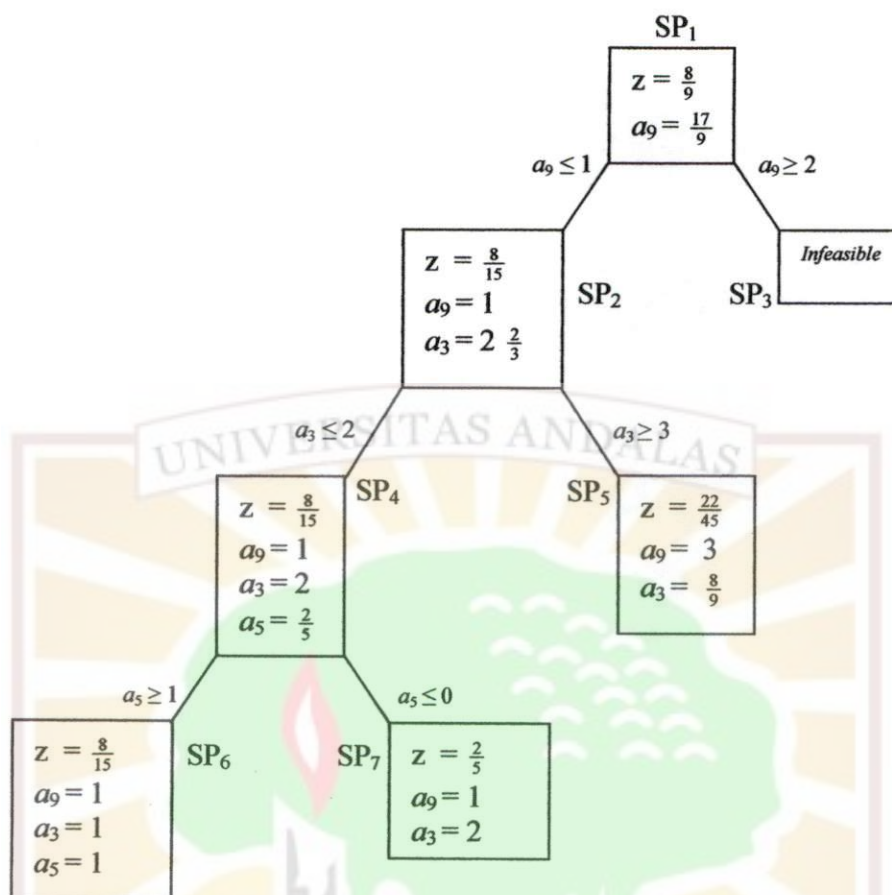 SP₁
z = 8/9
a₉ = 17/9
a₉ ≤ 1
a₉ ≥ 2
z = 8/15
a₉ = 1
a₃ = 2 2/3
SP₂
SP₃
Infeasible
UNIVERSITAS ANDALAS
a₃ ≤ 2
a₃ ≥ 3
z = 8/15
a₉ = 1
a₃ = 2
a₅ = 2/5
SP₄
SP₅
z = 22/45
a₉ = 3
a₃ = 8/9
a₅ ≥ 1
a₅ ≤ 0
z = 8/15
a₉ = 1
a₃ = 1
a₅ = 1
SP₆
SP₇
z = 2/5
a₉ = 1
a₃ = 2